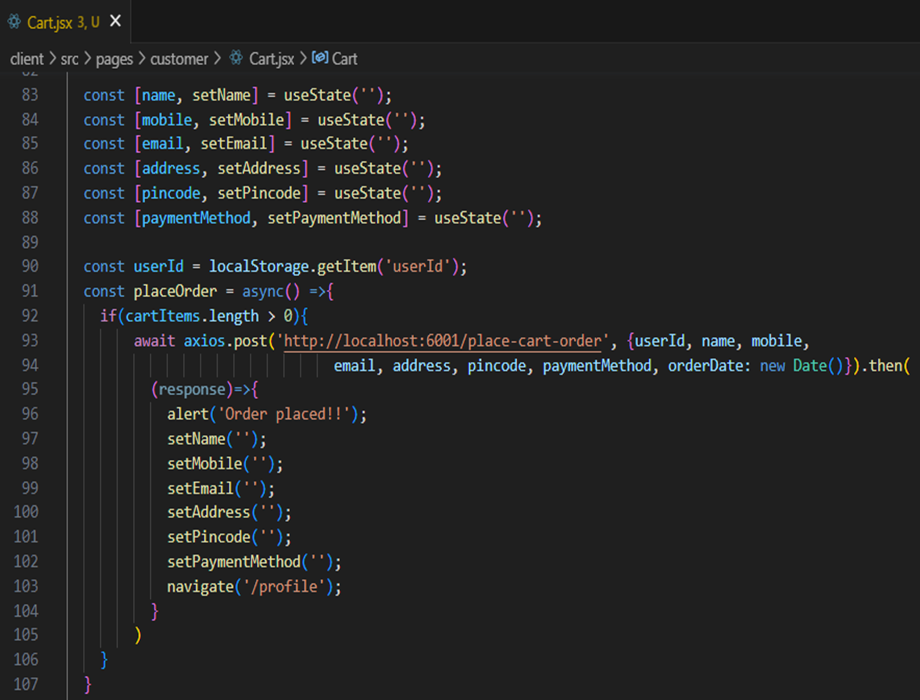 Cart.jsx 3, U ✕
client > src > pages > customer > Cart.jsx > Cart
82
83 const [name, setName] = useState('');
84 const [mobile, setMobile] = useState('');
85 const [email, setEmail] = useState('');
86 const [address, setAddress] = useState('');
87 const [pincode, setPincode] = useState('');
88 const [paymentMethod, setPaymentMethod] = useState('');
89
90 const userId = localStorage.getItem('userId');
91 const placeOrder = async() =>{
92 if(cartItems.length > 0){
93 await axios.post('http://localhost:6001/place-cart-order', {userId, name, mobile,
94 email, address, pincode, paymentMethod, orderDate: new Date()}).then(
95 (response)=>{
96 alert('Order placed!!');
97 setName('');
98 setMobile('');
99 setEmail('');
100 setAddress('');
101 setPincode('');
102 setPaymentMethod('');
103 navigate('/profile');
104 }
105 )
106 }
107 }